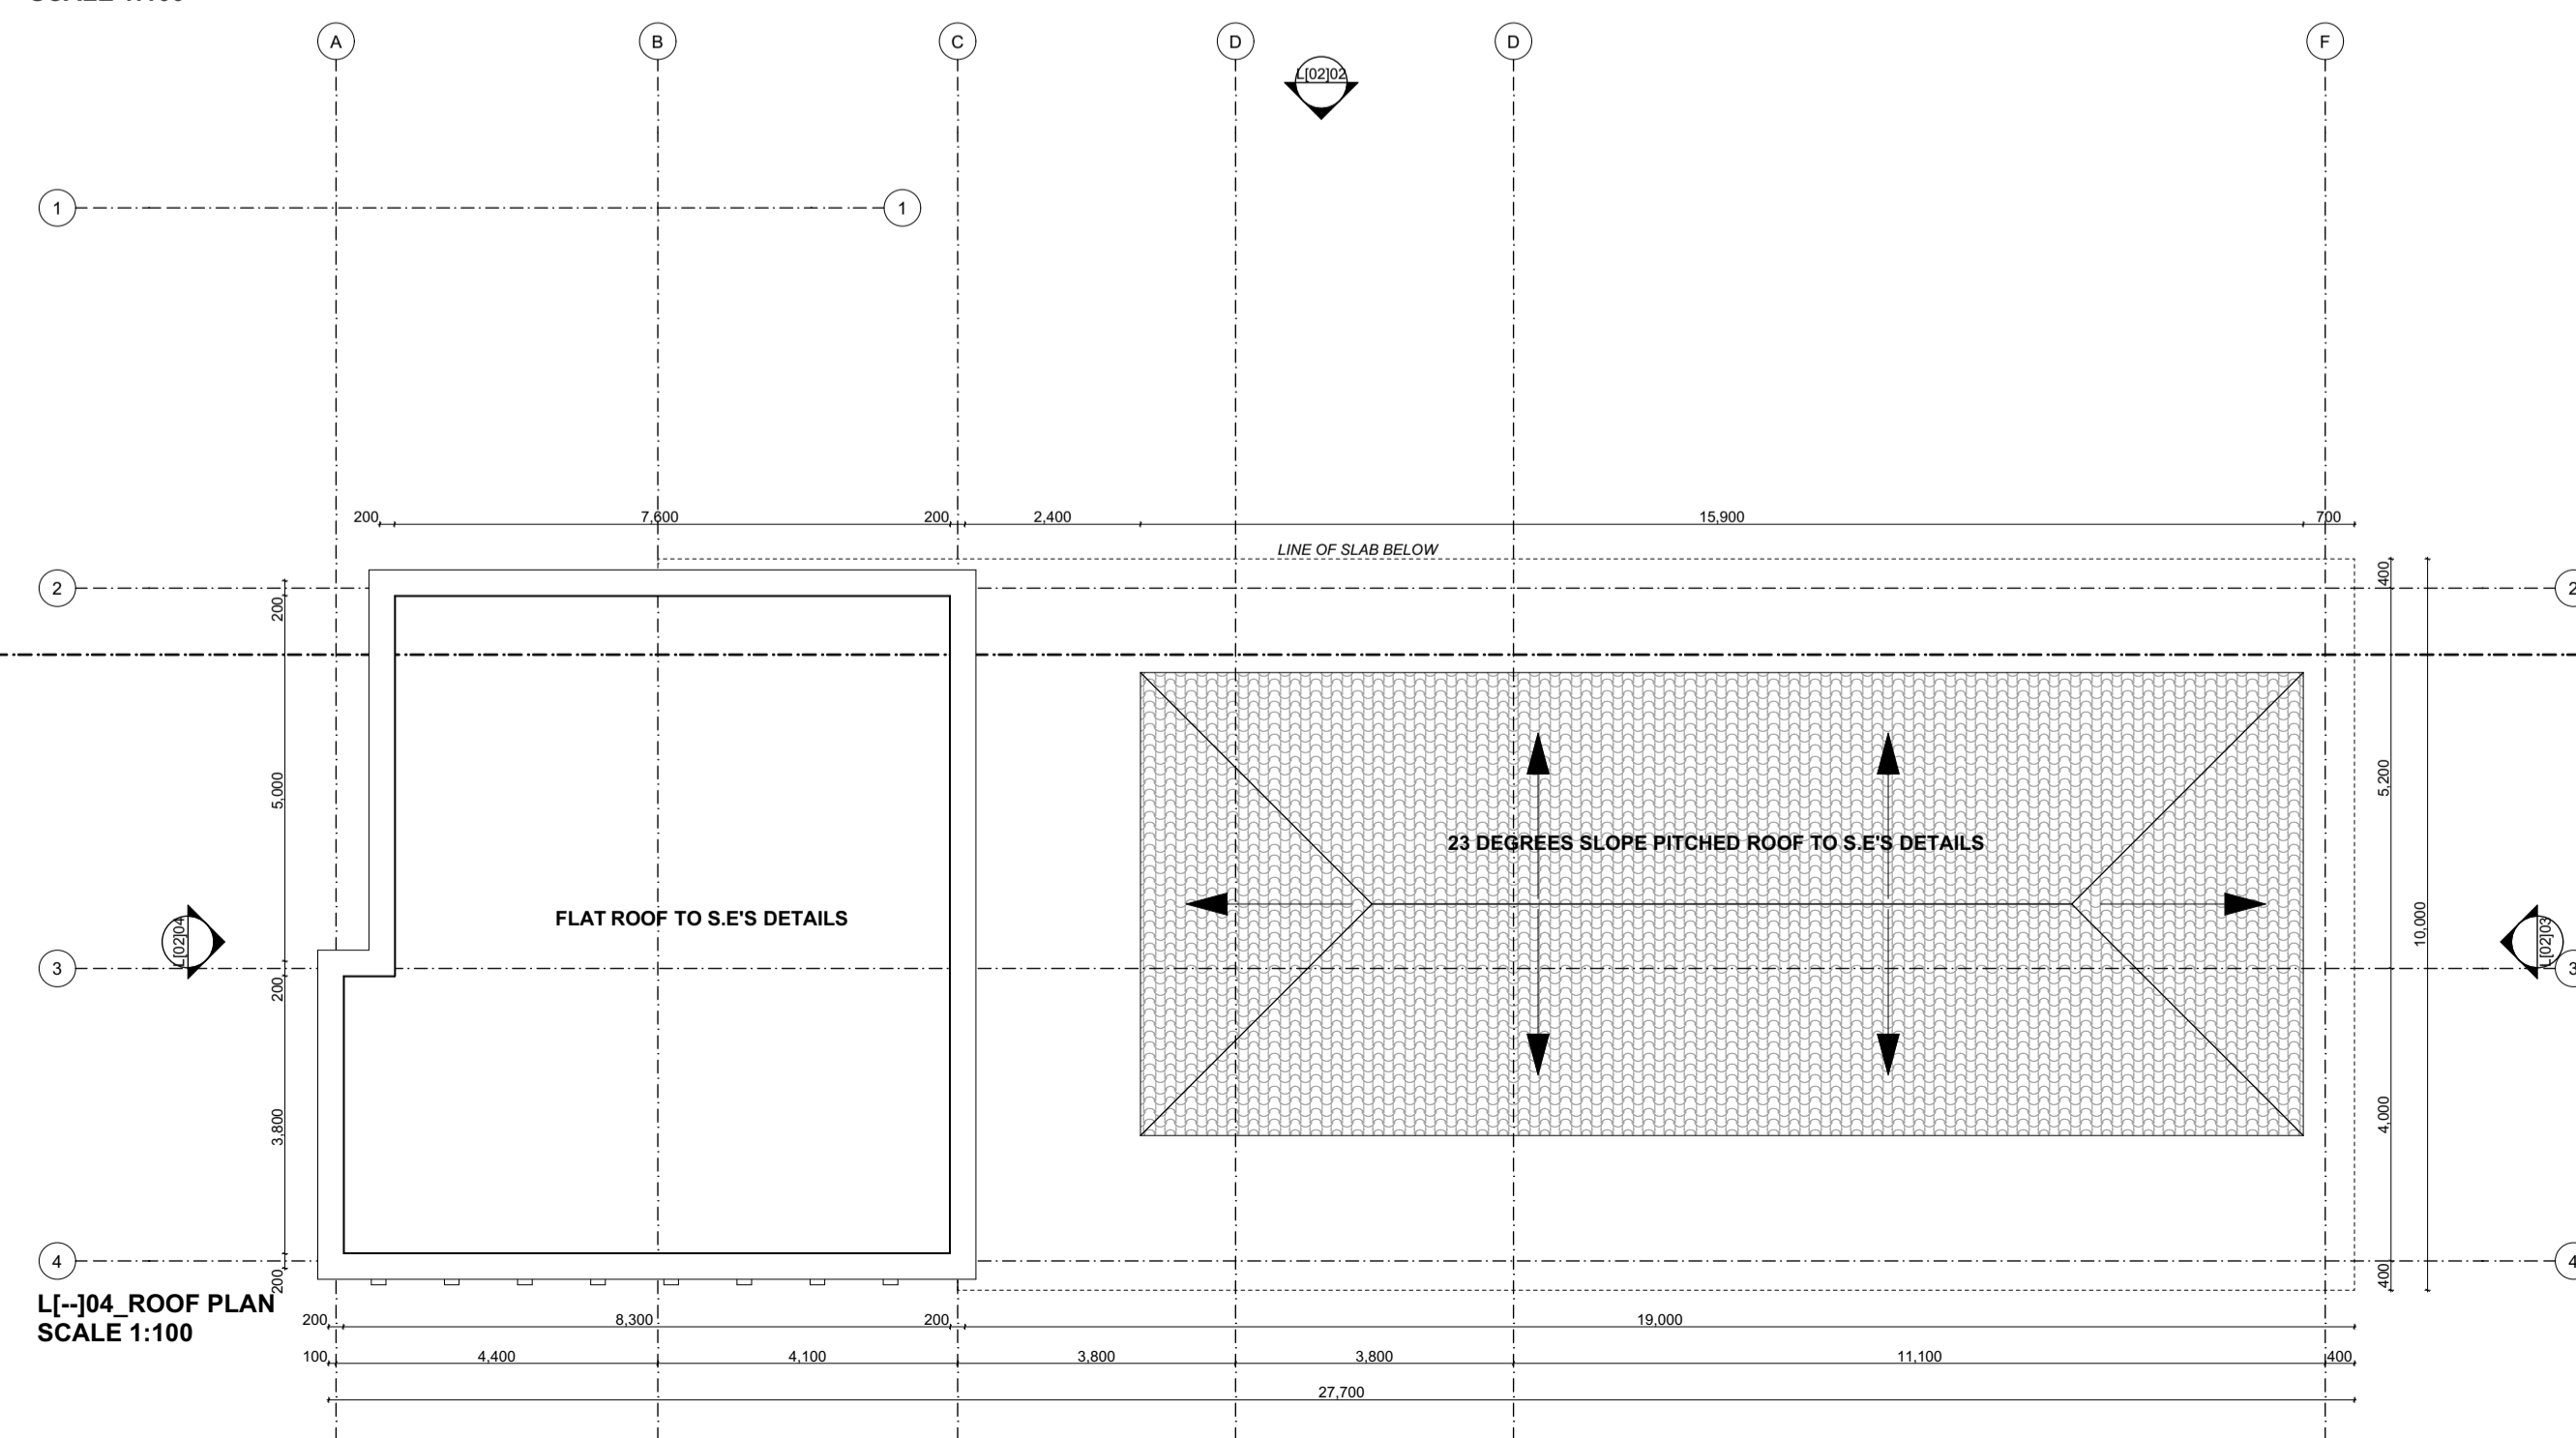 A B C D D F
L[02]02
1 1
200 7,600 200 2,400 15,900 700
LINE OF SLAB BELOW
2 2
200
400
5,000
5,200
23 DEGREES SLOPE PITCHED ROOF TO S.E'S DETAILS
FLAT ROOF TO S.E'S DETAILS
10,000
L[02]04
L[02]03
3 3
200
3,800
4,000
4 4
200
400
L[--]04_ROOF PLAN
SCALE 1:100
200 8,300 200 19,000
100 4,400 4,100 3,800 3,800 11,100 400
27,700